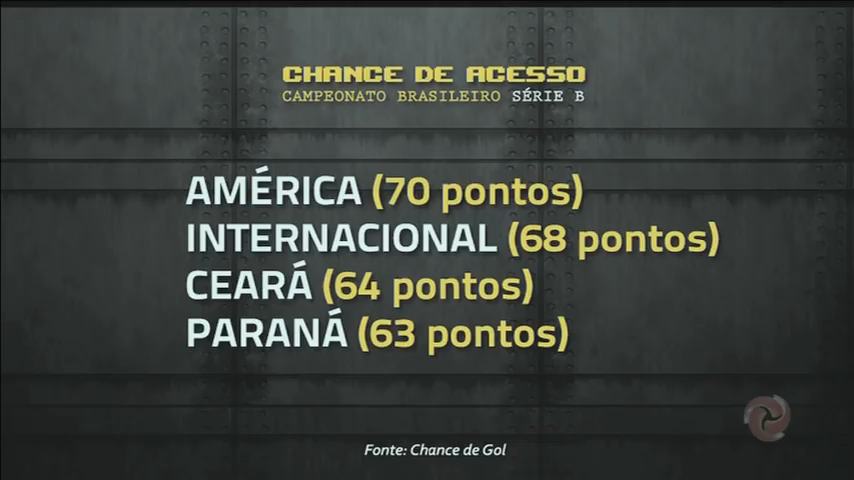 CHANCE DE ACESSO
CAMPEONATO BRASILEIRO SÉRIE B
AMÉRICA (70 pontos)
INTERNACIONAL (68 pontos)
CEARÁ (64 pontos)
PARANÁ (63 pontos)
Fonte: Chance de Gol